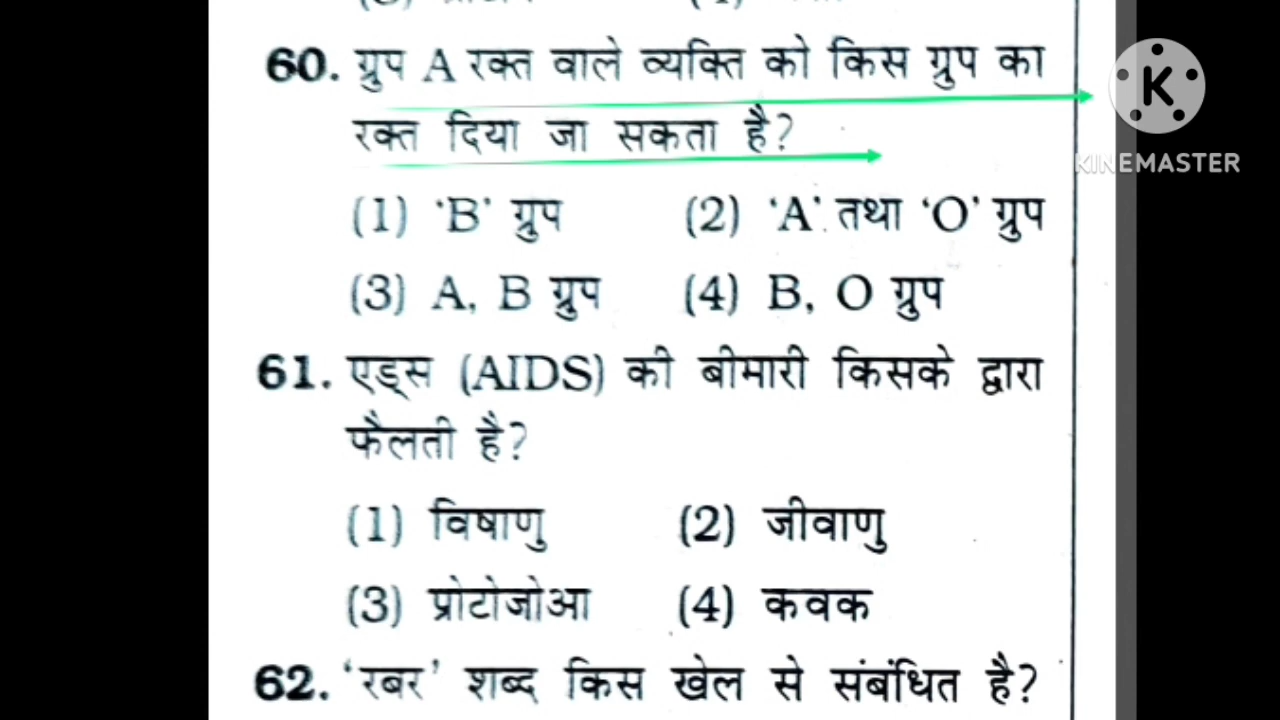 60. ग्रुप A रक्त वाले व्यक्ति को किस ग्रुप का
रक्त दिया जा सकता है?
(1) 'B' ग्रुप (2) 'A' तथा 'O' ग्रुप
(3) A, B ग्रुप (4) B, O ग्रुप
61. एड्स (AIDS) की बीमारी किसके द्वारा
फैलती है?
(1) विषाणु (2) जीवाणु
(3) प्रोटोजोआ (4) कवक
62. 'रबर' शब्द किस खेल से संबंधित है?
K
KINEMASTER